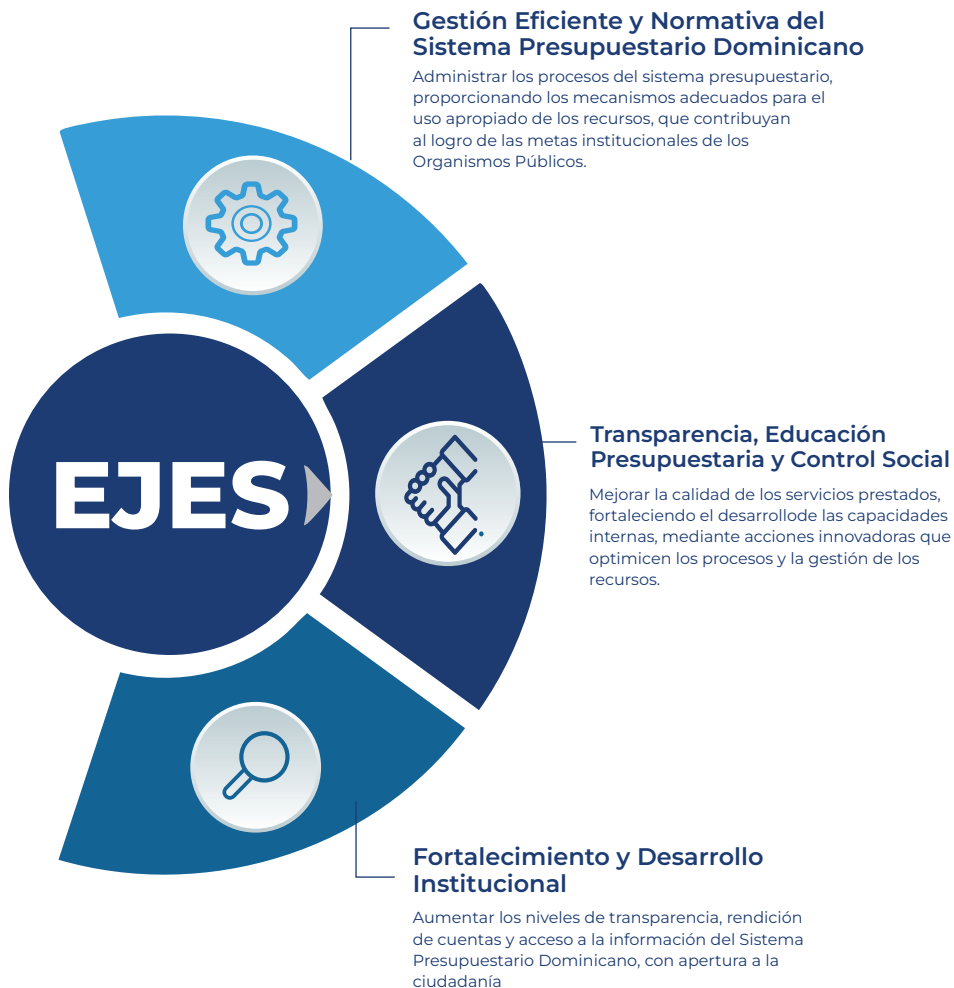 Gestión Eficiente y Normativa del
Sistema Presupuestario Dominicano
Administrar los procesos del sistema presupuestario,
proporcionando los mecanismos adecuados para el
uso apropiado de los recursos, que contribuyan
al logro de las metas institucionales de los
Organismos Públicos.
EJES
Transparencia, Educación
Presupuestaria y Control Social
Mejorar la calidad de los servicios prestados,
fortaleciendo el desarrollode las capacidades
internas, mediante acciones innovadoras que
optimicen los procesos y la gestión de los
recursos.
Fortalecimiento y Desarrollo
Institucional
Aumentar los niveles de transparencia, rendición
de cuentas y acceso a la información del Sistema
Presupuestario Dominicano, con apertura a la
ciudadanía